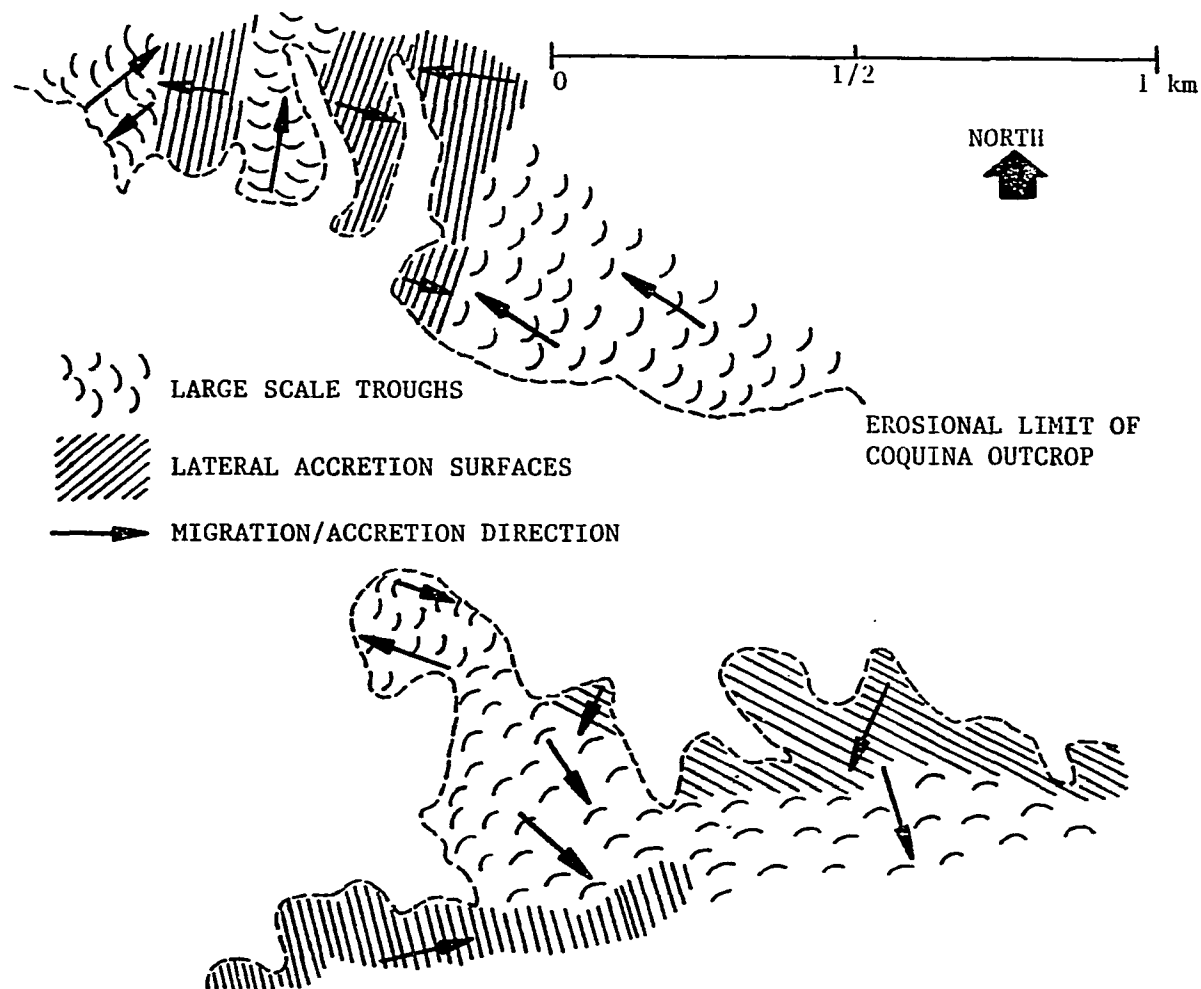 0 1/2 1 km
NORTH
LARGE SCALE TROUGHS
LATERAL ACCRETION SURFACES
MIGRATION/ACCRETION DIRECTION
EROSIONAL LIMIT OF
COQUINA OUTCROP